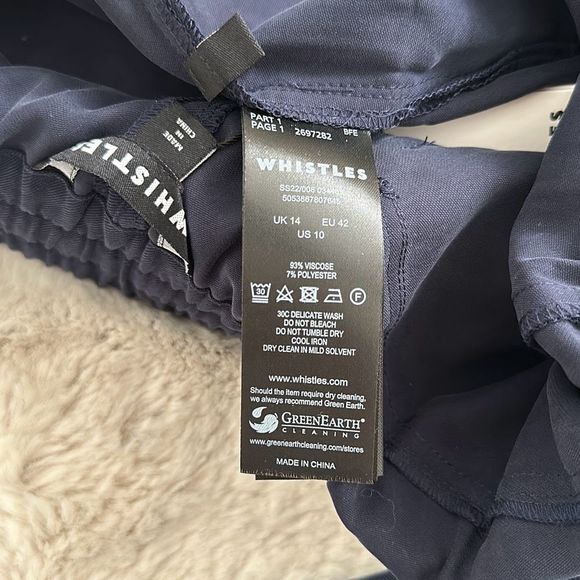 MADE
IN
CHINA
WHISTLES
PART 1
PAGE 1 2697282 BFE
WHISTLES
5053667807645
UK 14 EU 42
US 10
93% VISCOSE
7% POLYESTER
30
F
30C DELICATE WASH
DO NOT BLEACH
DO NOT TUMBLE DRY
COOL IRON
DRY CLEAN IN MILD SOLVENT
www.whistles.com
Should the item require dry cleaning,
we always recommend Green Earth.
GREENEARTH®
CLEANING
www.greenearthcleaning.com/stores
MADE IN CHINA